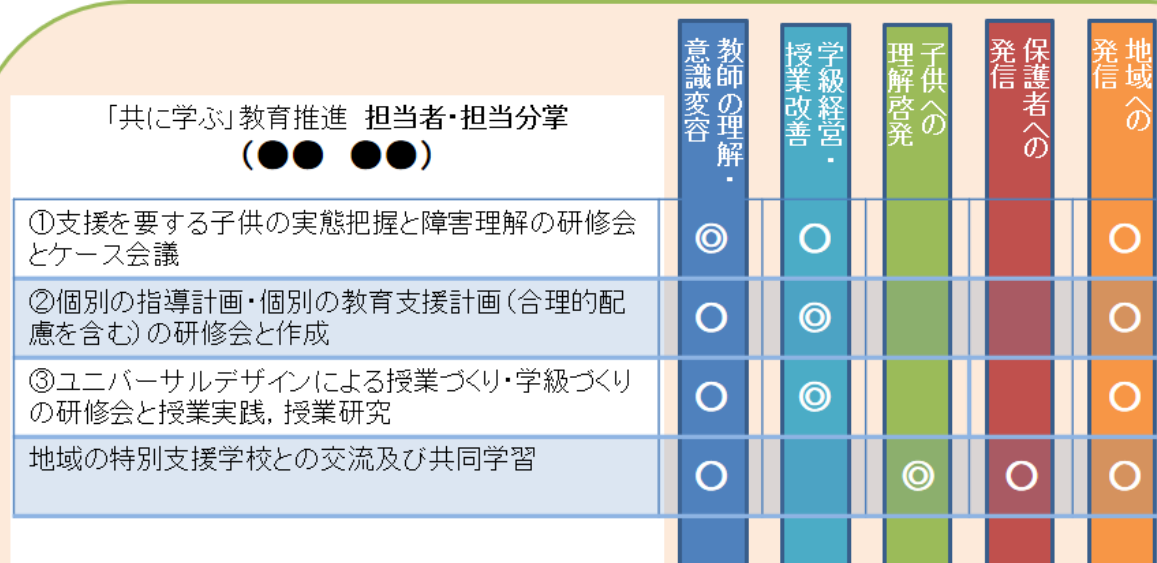 「共に学ぶ」教育推進 担当者・担当分掌
(●● ●●)
教師の理解・
意識変容
学級経営・
授業改善
子供への
理解啓発
保護者への
発信
地域への
発信
①支援を要する子供の実態把握と障害理解の研修会
とケース会議
◎ ○ ○
②個別の指導計画・個別の教育支援計画(合理的配
慮を含む)の研修会と作成
○ ◎ ○
③ユニバーサルデザインによる授業づくり・学級づくり
の研修会と授業実践,授業研究
○ ◎ ○
地域の特別支援学校との交流及び共同学習
○ ◎ ○ ○